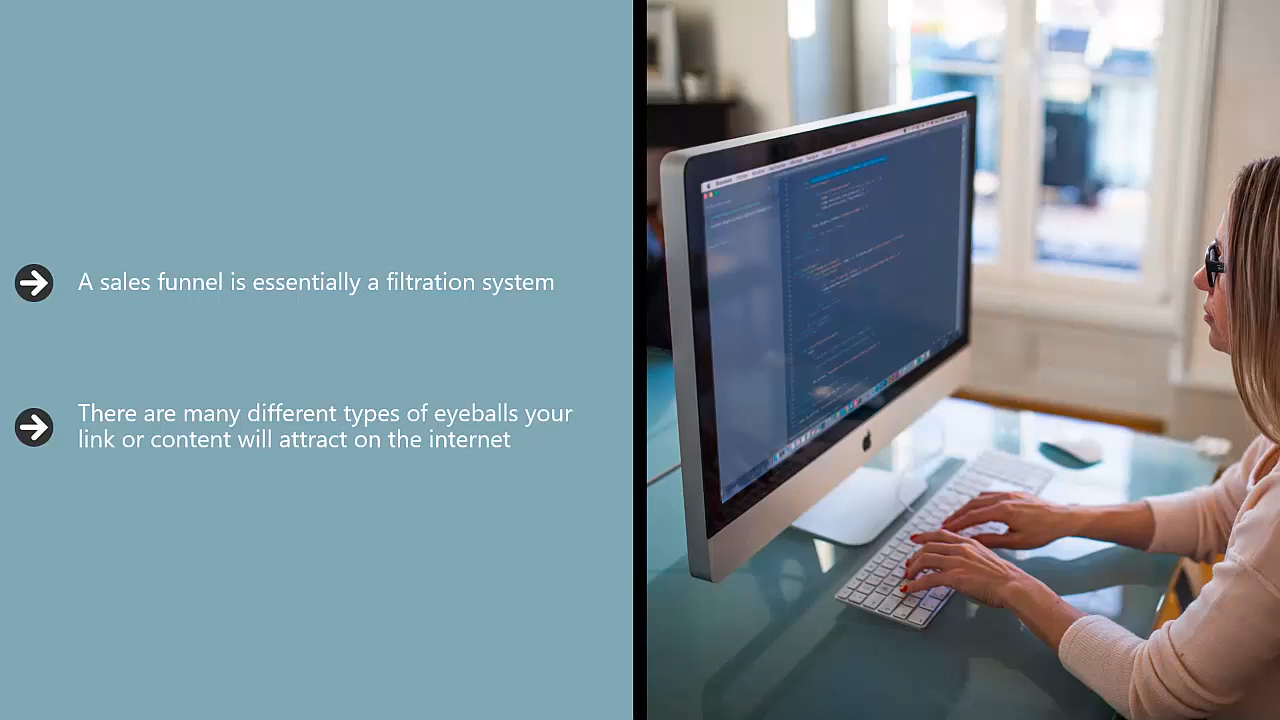 A sales funnel is essentially a filtration system
There are many different types of eyeballs your
link or content will attract on the internet